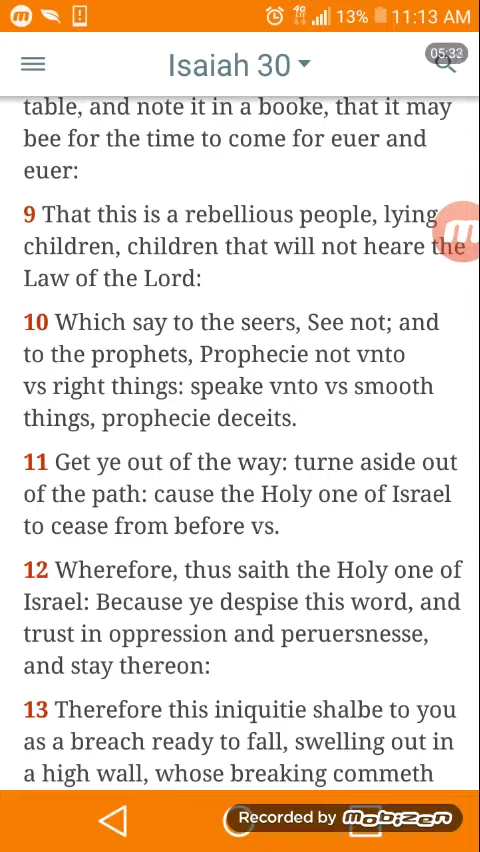 4G 13% 11:13 AM
Isaiah 30
05:33
table, and note it in a booke, that it may
bee for the time to come for euer and
euer:
9 That this is a rebellious people, lying
children, children that will not heare the
Law of the Lord:
10 Which say to the seers, See not; and
to the prophets, Prophecie not vnto
vs right things: speake vnto vs smooth
things, prophecie deceits.
11 Get ye out of the way: turne aside out
of the path: cause the Holy one of Israel
to cease from before vs.
12 Wherefore, thus saith the Holy one of
Israel: Because ye despise this word, and
trust in oppression and peruersnesse,
and stay thereon:
13 Therefore this iniquitie shalbe to you
as a breach ready to fall, swelling out in
a high wall, whose breaking commeth
Recorded by mobizen